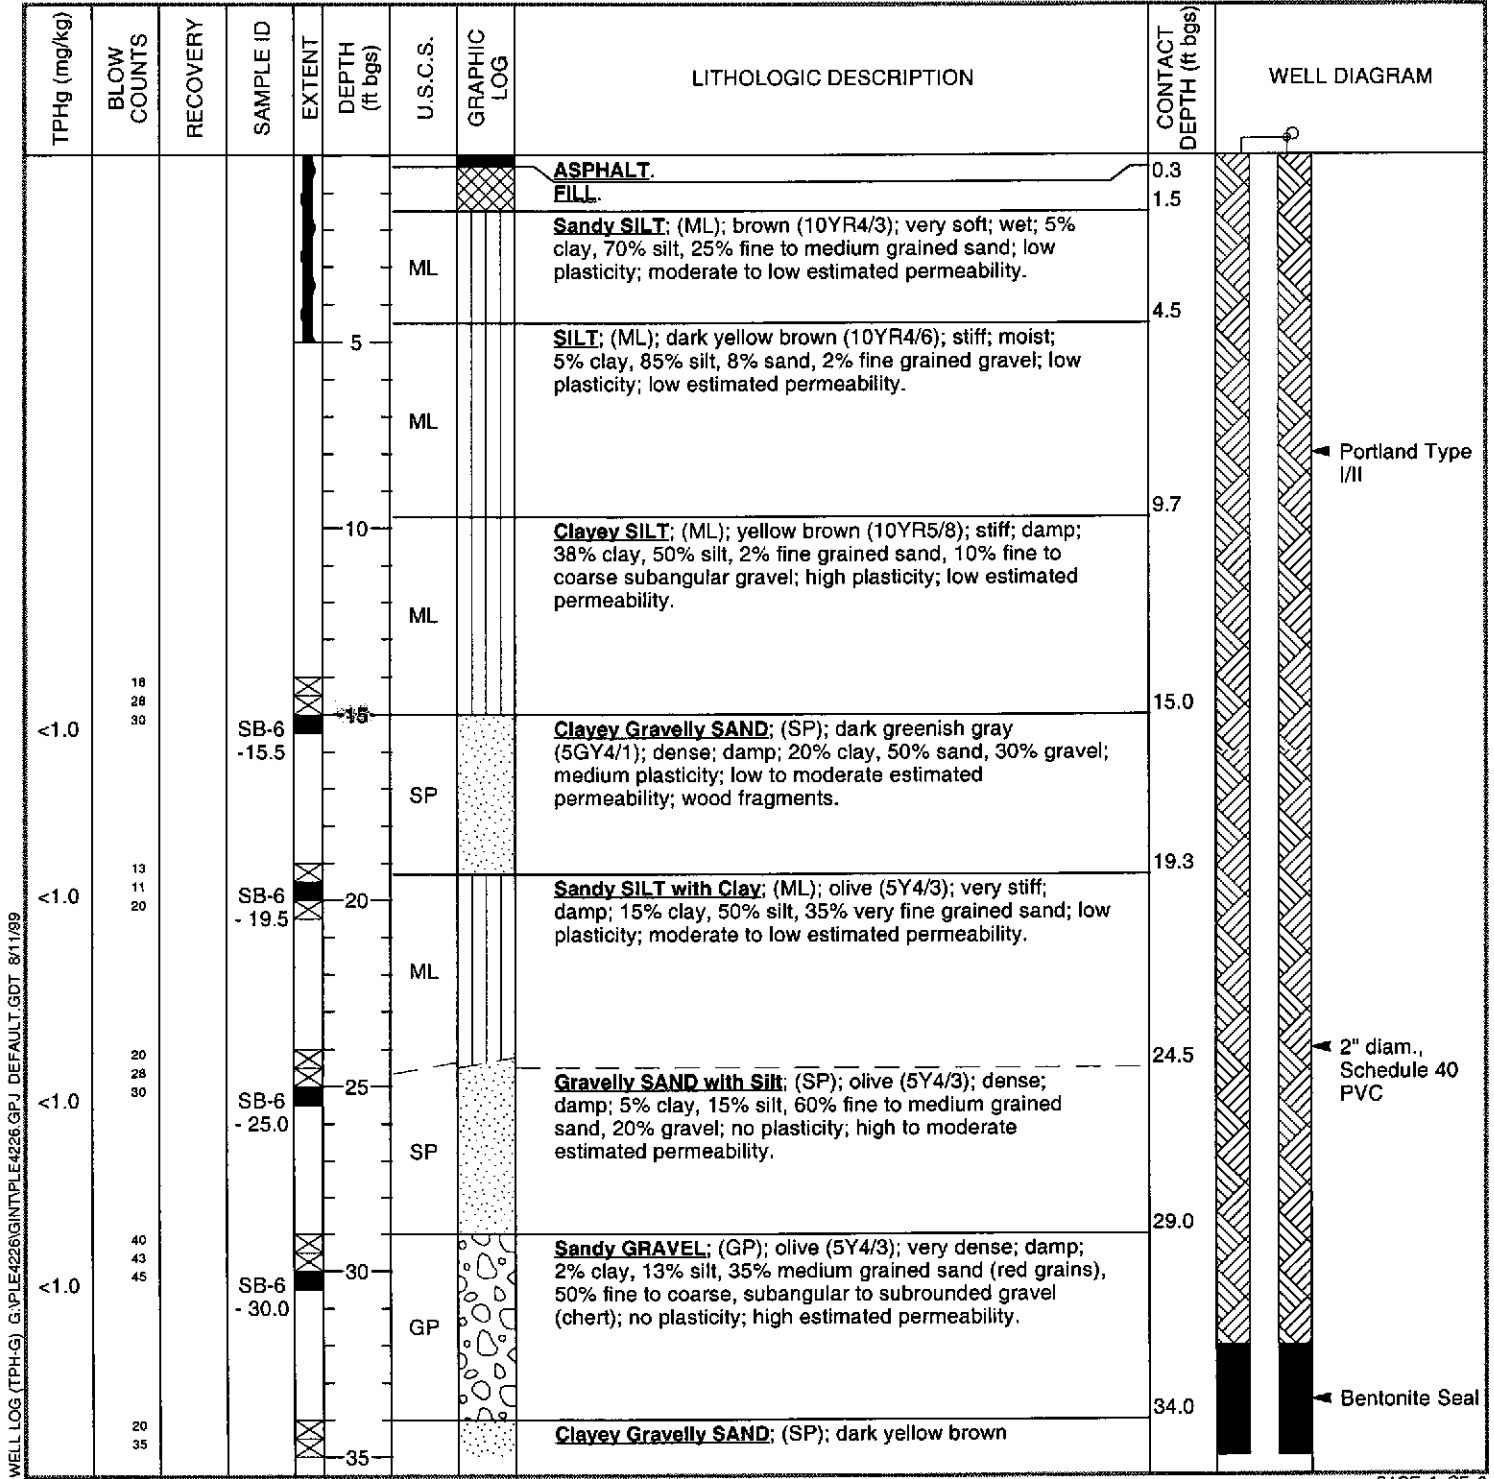 TPHg (mg/kg)
BLOW
COUNTS
RECOVERY
SAMPLE ID
EXTENT
DEPTH
(ft bgs)
U.S.C.S.
GRAPHIC
LOG
LITHOLOGIC DESCRIPTION
CONTACT
DEPTH (ft bgs)
WELL DIAGRAM
ASPHALT.
0.3
FILL.
1.5
Sandy SILT; (ML); brown (10YR4/3); very soft; wet; 5%
clay, 70% silt, 25% fine to medium grained sand; low
plasticity; moderate to low estimated permeability.
ML
4.5
5
SILT; (ML); dark yellow brown (10YR4/6); stiff; moist;
5% clay, 85% silt, 8% sand, 2% fine grained gravel; low
plasticity; low estimated permeability.
ML
Portland Type
I/II
9.7
10
Clayey SILT; (ML); yellow brown (10YR5/8); stiff; damp;
38% clay, 50% silt, 2% fine grained sand, 10% fine to
coarse subangular gravel; high plasticity; low estimated
permeability.
ML
18
28
30
15.0
15
<1.0
SB-6
-15.5
Clayey Gravelly SAND; (SP); dark greenish gray
(5GY4/1); dense; damp; 20% clay, 50% sand, 30% gravel;
medium plasticity; low to moderate estimated
permeability; wood fragments.
SP
13
11
20
19.3
<1.0
SB-6
- 19.5
20
Sandy SILT with Clay; (ML); olive (5Y4/3); very stiff;
damp; 15% clay, 50% silt, 35% very fine grained sand; low
plasticity; moderate to low estimated permeability.
ML
20
28
30
24.5
2" diam.,
Schedule 40
PVC
25
<1.0
SB-6
- 25.0
Gravelly SAND with Silt; (SP); olive (5Y4/3); dense;
damp; 5% clay, 15% silt, 60% fine to medium grained
sand, 20% gravel; no plasticity; high to moderate
estimated permeability.
SP
29.0
40
43
45
30
<1.0
SB-6
- 30.0
Sandy GRAVEL; (GP); olive (5Y4/3); very dense; damp;
2% clay, 13% silt, 35% medium grained sand (red grains),
50% fine to coarse, subangular to subrounded gravel
(chert); no plasticity; high estimated permeability.
GP
34.0
Bentonite Seal
20
35
Clayey Gravelly SAND; (SP); dark yellow brown
35
WELL LOG (TPH-G) G:\PLE4226\GINT\PLE4226.GPJ DEFAULT.GDT 8/11/99